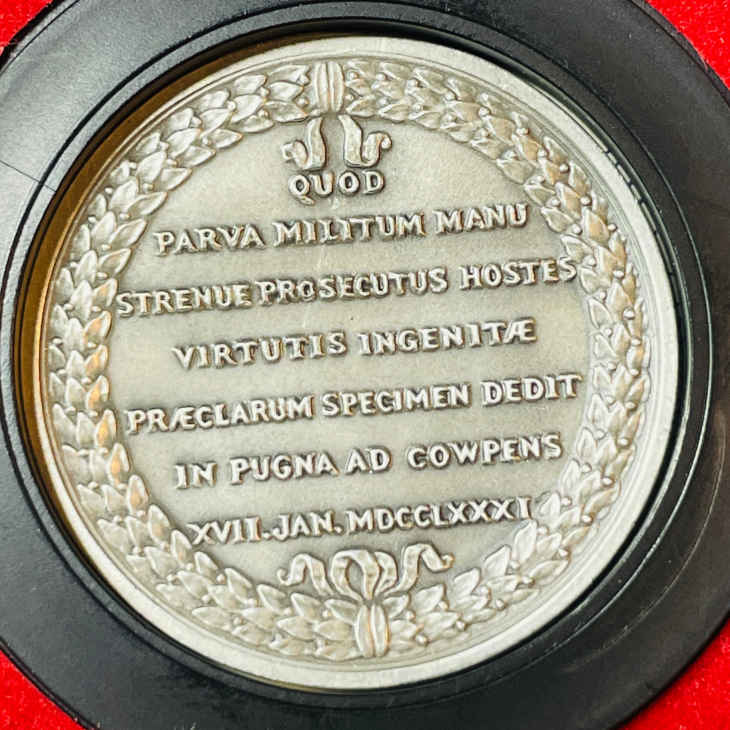 QUOD
PARVA MILITUM MANU
STRENUE PROSECUTUS HOSTES
VIRTUTIS INGENITÆ
PRÆCLARUM SPECIMEN DEDIT
IN PUGNA AD COWPENS
XVII. JAN. MDCCLXXXI